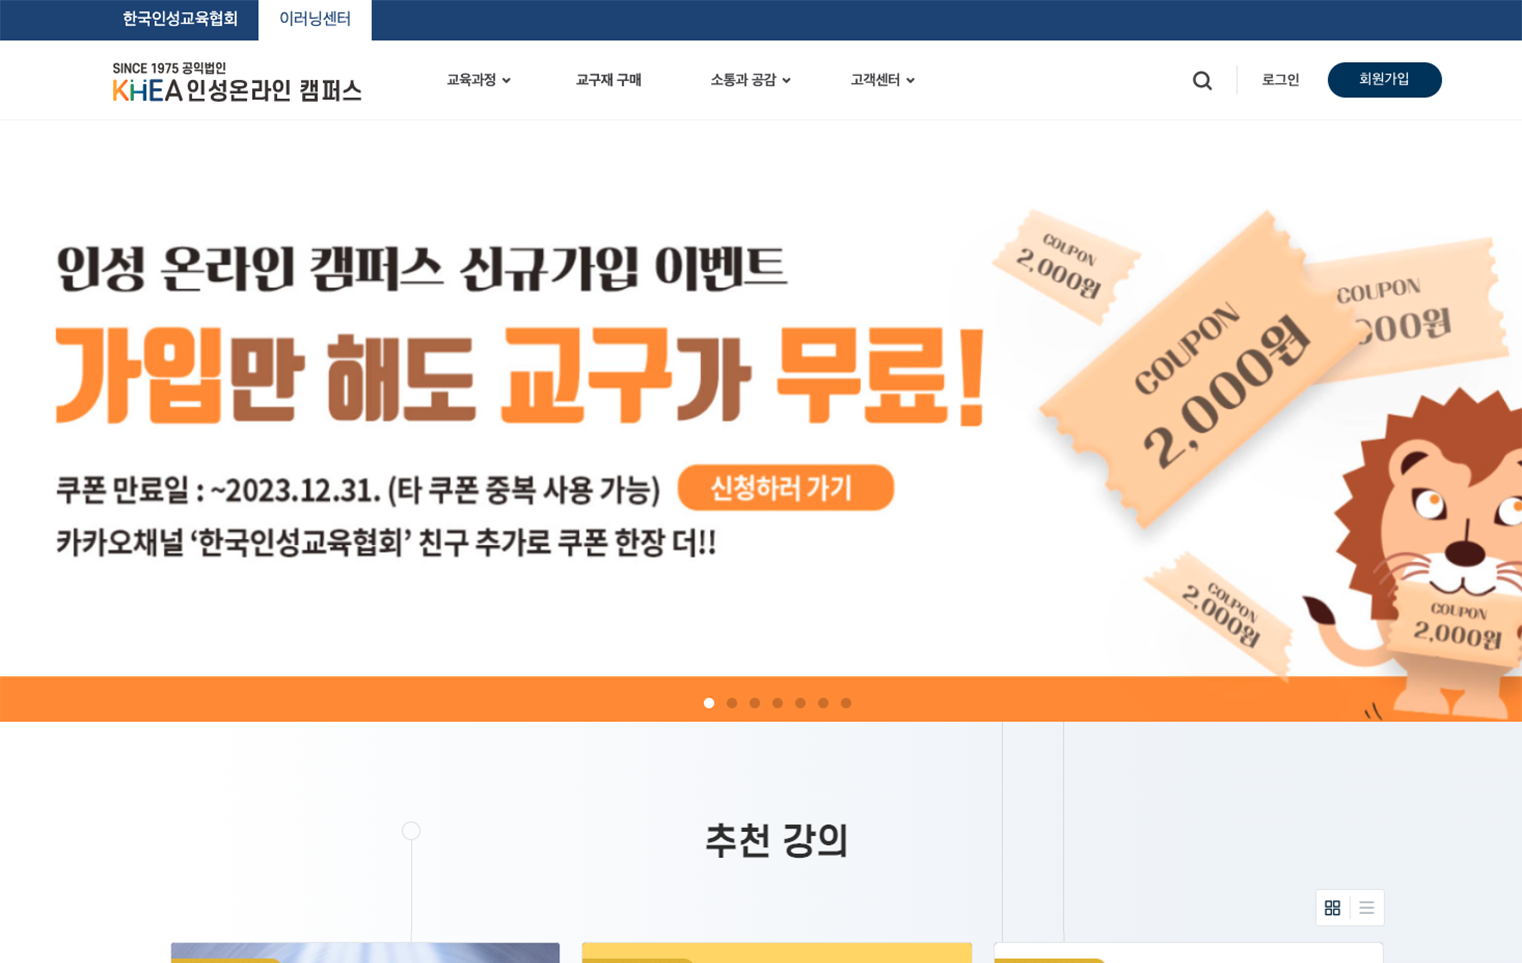 한국인성교육협회 이러닝센터
SINCE 1975 공익법인
KHEA 인성온라인 캠퍼스
교육과정 교구재 구매 소통과 공감 고객센터 로그인 회원가입
인성 온라인 캠퍼스 신규가입 이벤트
가입만 해도 교구가 무료!
쿠폰 만료일 : ~2023.12.31. (타 쿠폰 중복 사용 가능) 신청하러 가기
카카오채널 ‘한국인성교육협회’ 친구 추가로 쿠폰 한장 더!!
COUPON
2,000원
COUPON
2,000원
COUPON
000원
COUPON
2,000원
COUPON
2,000원
추천 강의